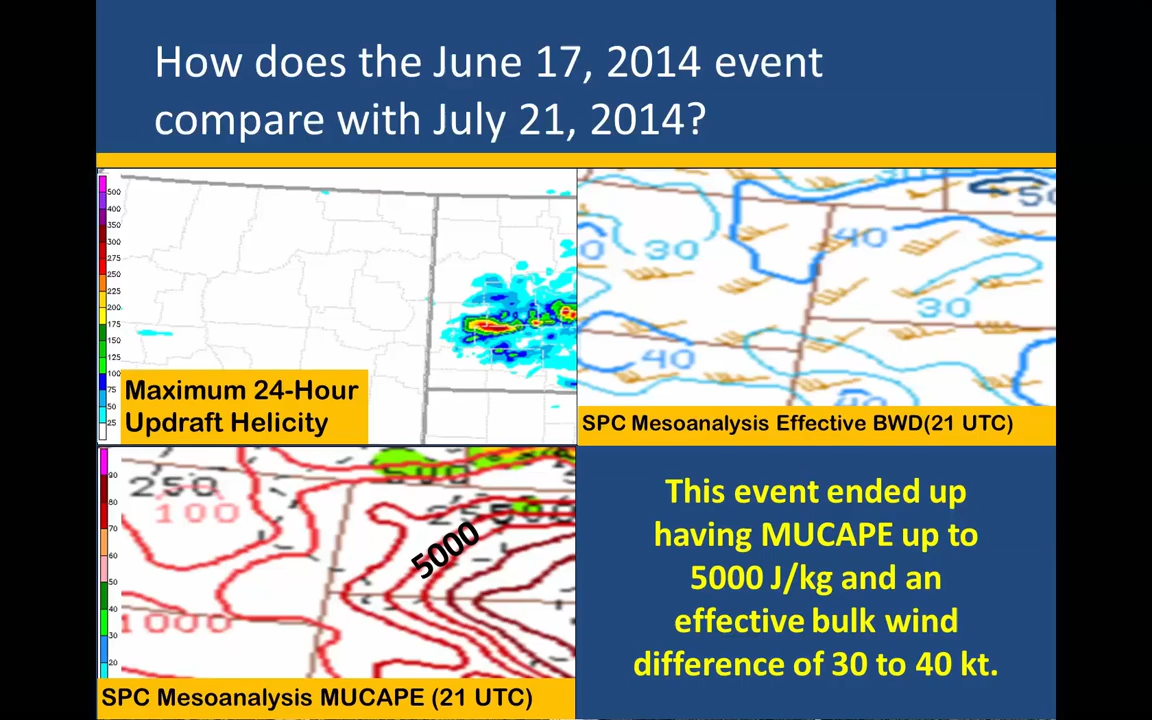 How does the June 17, 2014 event
compare with July 21, 2014?
500
400
350
300
275
250
225
200
175
150
125
100
75
50
25
Maximum 24-Hour
Updraft Helicity
30
40
30
40
SPC Mesoanalysis Effective BWD(21 UTC)
90
80
70
60
50
40
30
20
250
100
5000
1000
SPC Mesoanalysis MUCAPE (21 UTC)
This event ended up
having MUCAPE up to
5000 J/kg and an
effective bulk wind
difference of 30 to 40 kt.